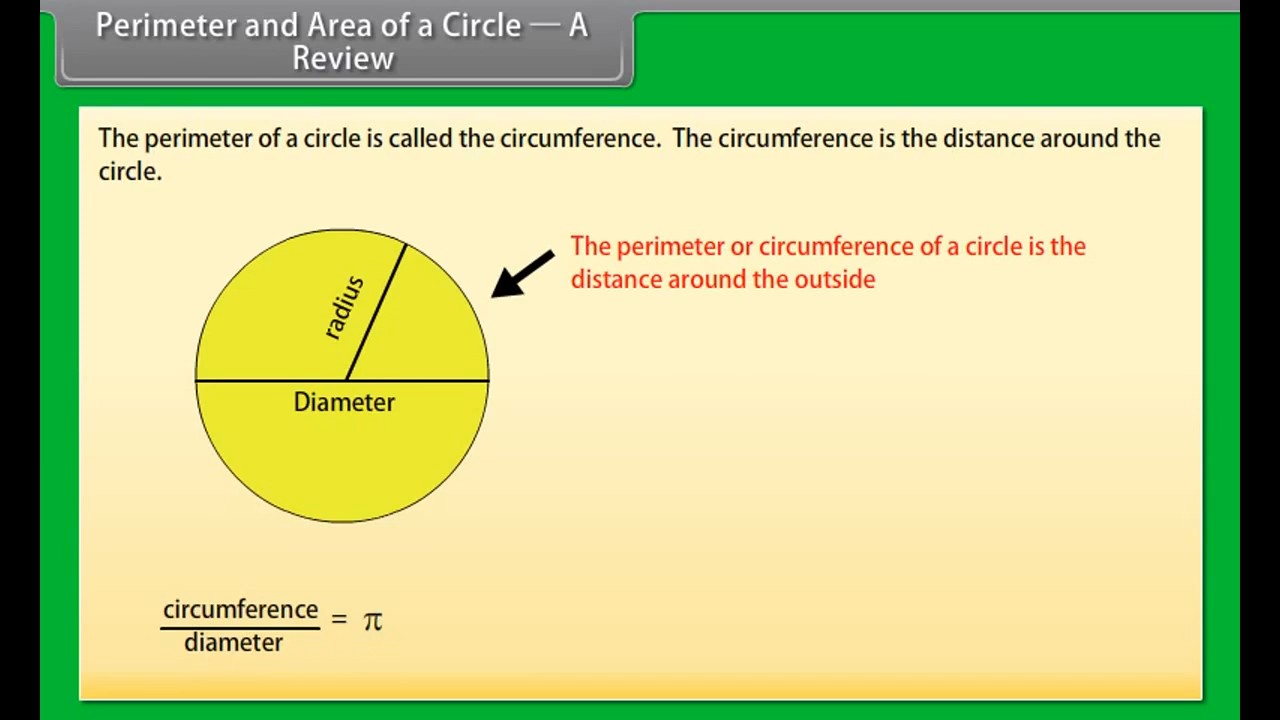 Perimeter and Area of a Circle — A
Review
The perimeter of a circle is called the circumference. The circumference is the distance around the
circle.
The perimeter or circumference of a circle is the
distance around the outside
radius
Diameter
circumference
diameter
= π